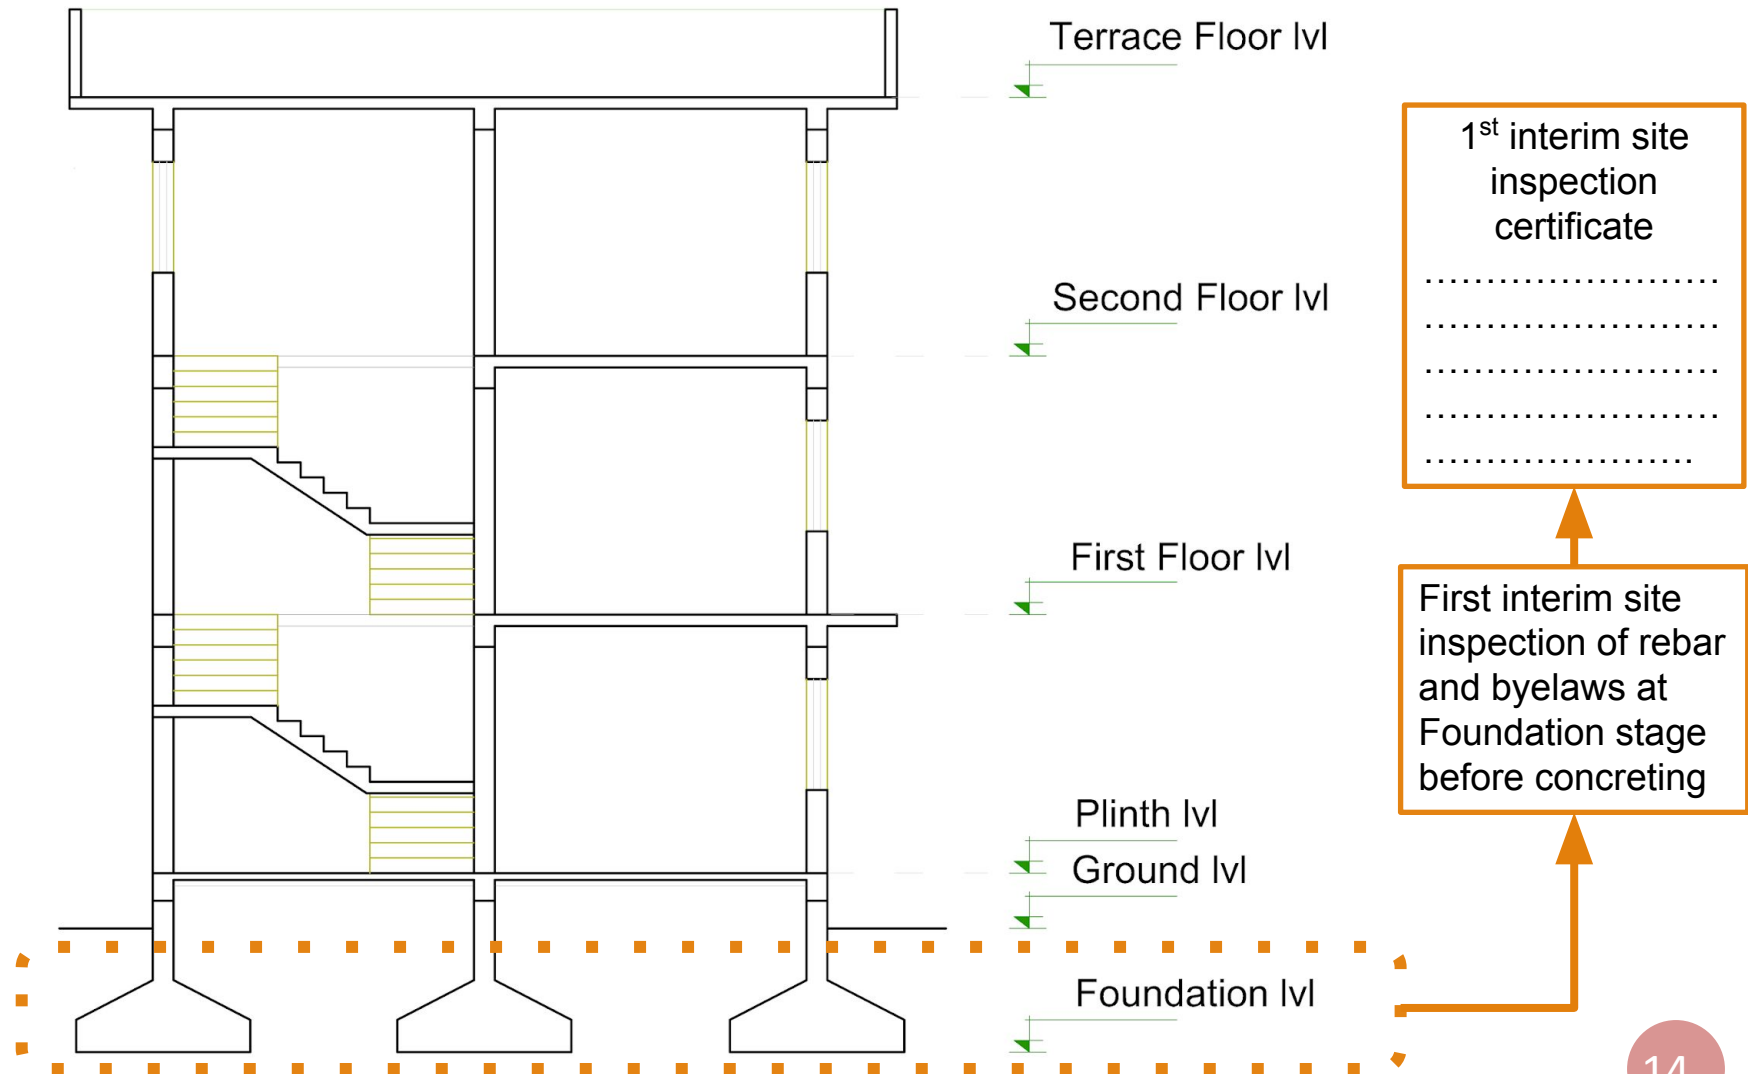 Terrace Floor lvl
Second Floor lvl
First Floor lvl
Plinth lvl
Ground lvl
Foundation lvl
1st interim site
inspection
certificate
........................
........................
........................
........................
......................
First interim site
inspection of rebar
and byelaws at
Foundation stage
before concreting
14